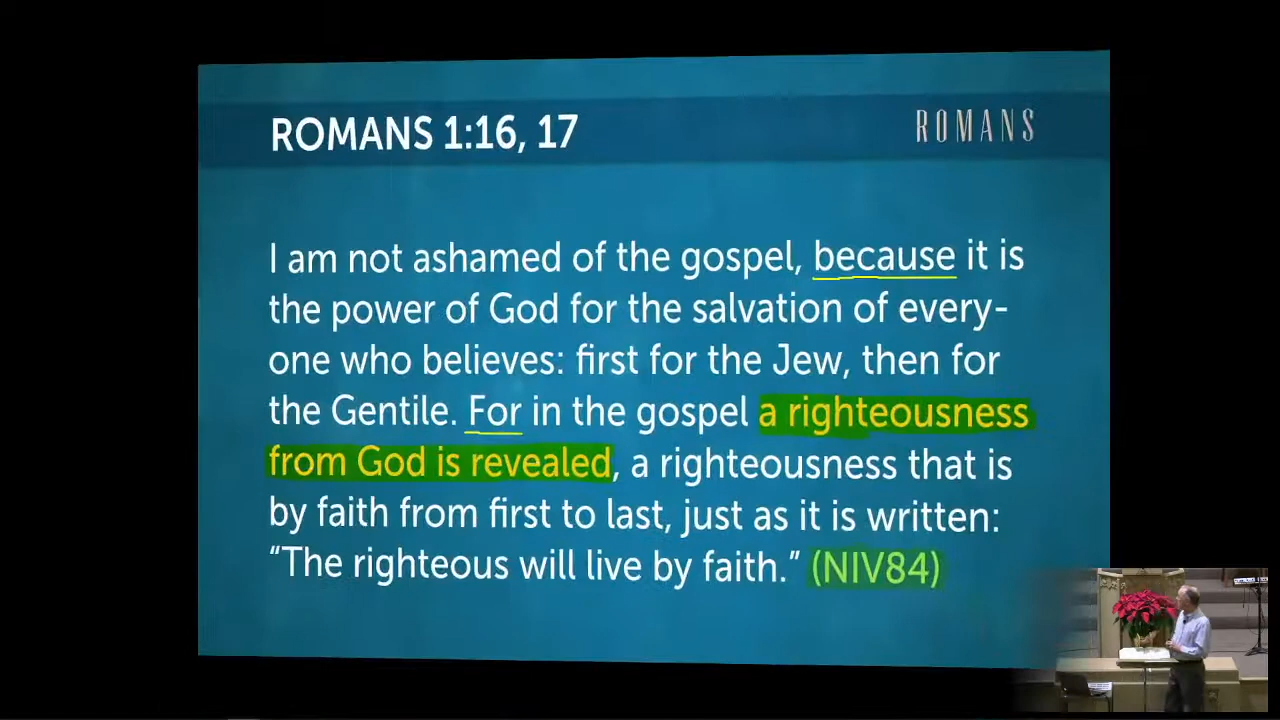 ROMANS 1:16, 17
ROMANS
I am not ashamed of the gospel, because it is
the power of God for the salvation of every-
one who believes: first for the Jew, then for
the Gentile. For in the gospel a righteousness
from God is revealed, a righteousness that is
by faith from first to last, just as it is written:
“The righteous will live by faith.” (NIV84)